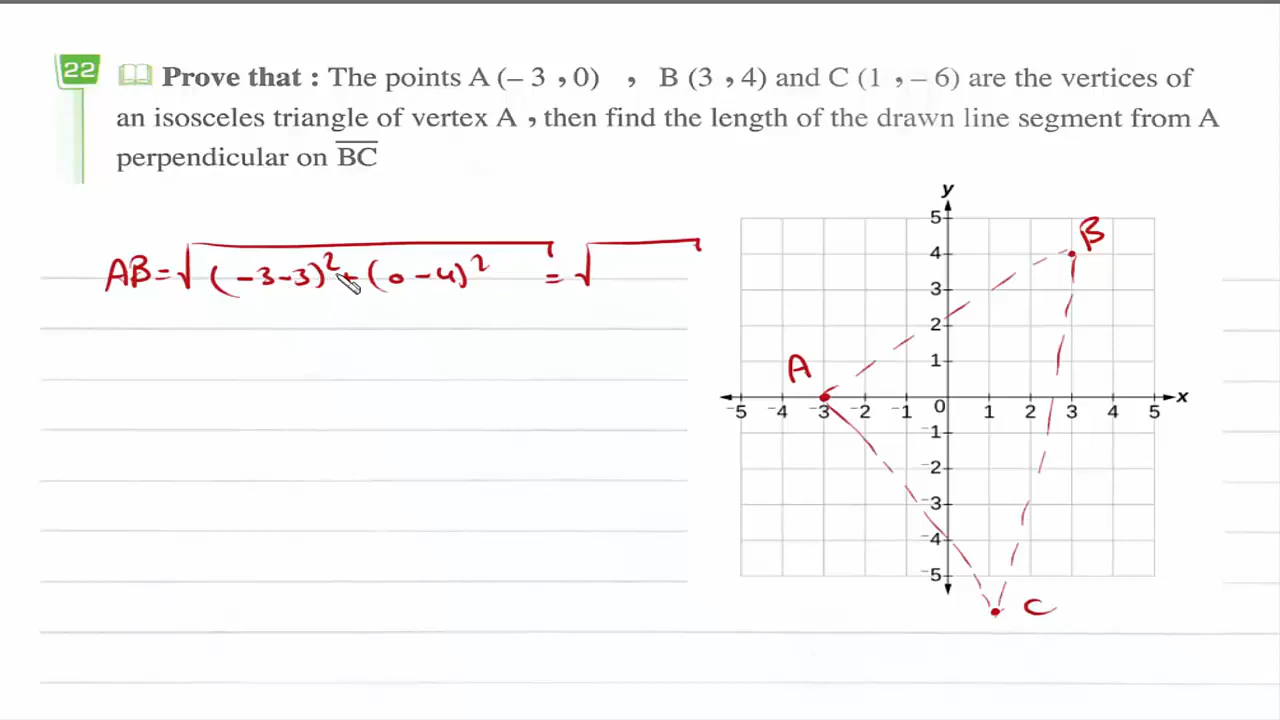 22 Prove that : The points A (– 3 , 0) , B (3 , 4) and C (1 , – 6) are the vertices of
an isosceles triangle of vertex A , then find the length of the drawn line segment from A
perpendicular on B̅C̅
AB=√(-3-3)²+(0-4)² = √
y
5
B
4
3
2
A
1
-5 -4 -3 -2 -1 0 1 2 3 4 5 x
-1
-2
-3
-4
-5
C